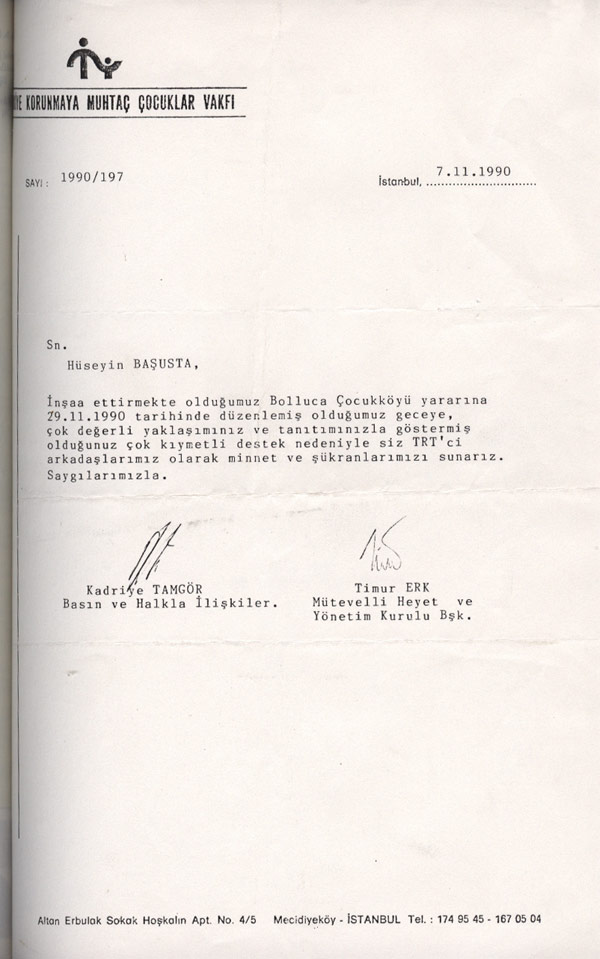 İYE KORUNMAYA MUHTAÇ ÇOCUKLAR VAKFI
SAYI: 1990/197
İstanbul, 7.11.1990
Sn.
Hüseyin BAŞUSTA,
İnşaa ettirmekte olduğumuz Bolluca Çocukköyü yararına
29.11.1990 tarihinde düzenlemiş olduğumuz geceye,
çok değerli yaklaşımınız ve tanıtımınızla göstermiş
olduğunuz çok kıymetli destek nedeniyle siz TRT'ci
arkadaşlarımız olarak minnet ve şükranlarımızı sunarız.
Saygılarımızla.
Kadriye TAMGÖR
Basın ve Halkla İlişkiler.
Timur ERK
Mütevelli Heyet ve
Yönetim Kurulu Bşk.
Altan Erbulak Sokak Hoşkalın Apt. No. 4/5 Mecidiyeköy - İSTANBUL Tel. : 174 95 45 - 167 05 04